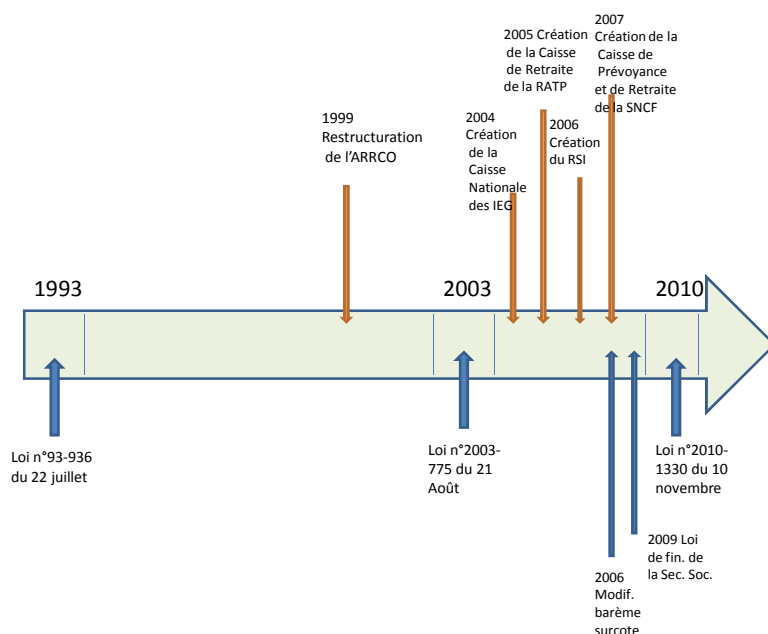 2007
Création de la
Caisse de
Prévoyance
et de Retraite
de la SNCF
2005 Création
de la Caisse
de Retraite
de la RATP
1999
Restructuration
de l'ARRCO
2004
Création
de la
Caisse
Nationale
des IEG
2006
Création
du RSI
1993
2003
2010
Loi n°93-936
du 22 juillet
Loi n°2003-
775 du 21
Août
Loi n°2010-
1330 du 10
novembre
2009 Loi
de fin. de
la Sec. Soc.
2006
Modif.
barème
surcote